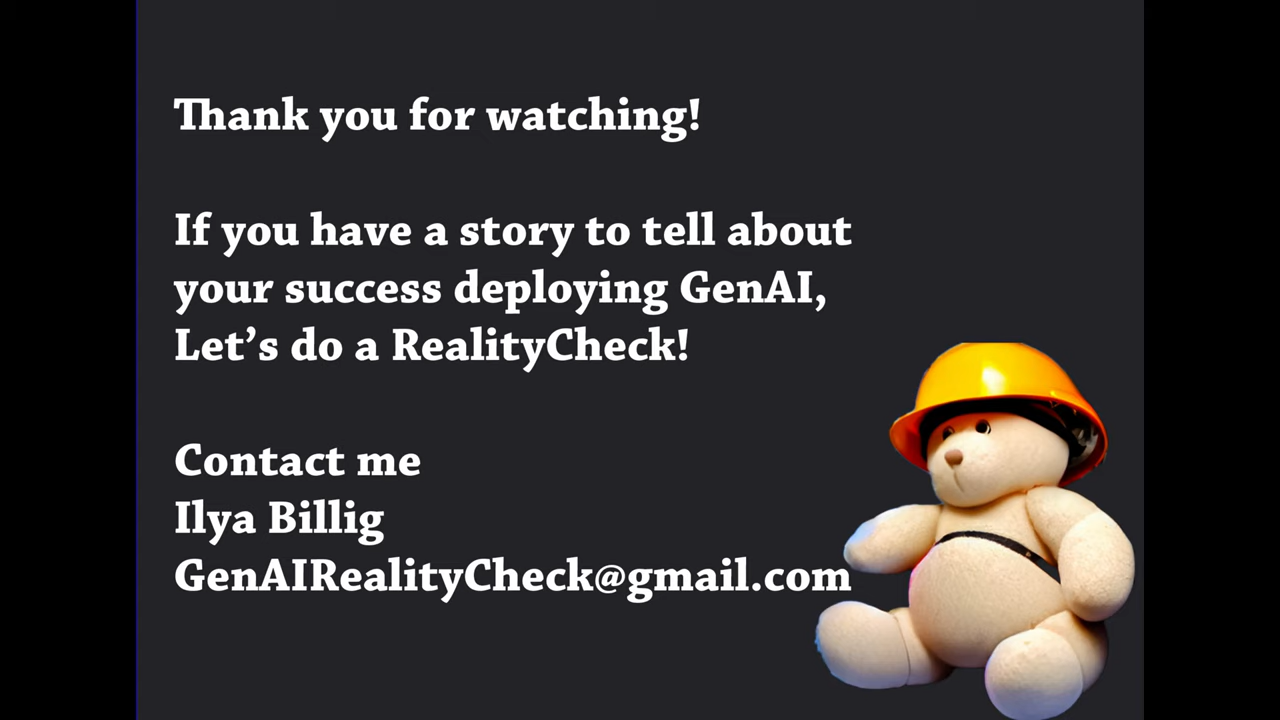 Thank you for watching!
If you have a story to tell about
your success deploying GenAI,
Let’s do a RealityCheck!
Contact me
Ilya Billig
GenAIRealityCheck@gmail.com